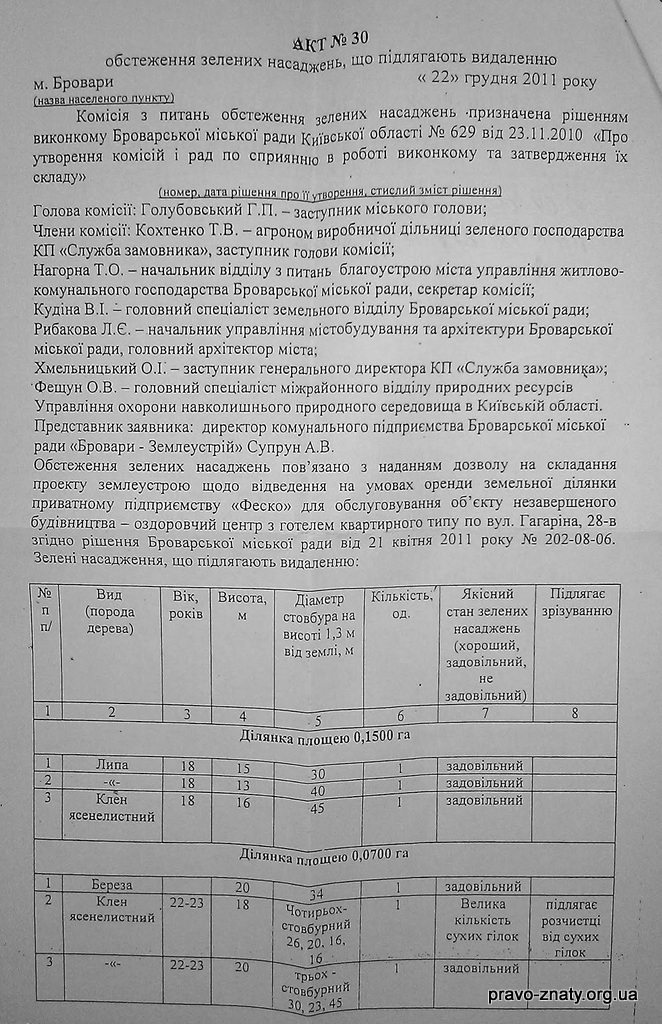 АКТ № 30
обстеження зелених насаджень, що підлягають видаленню
м. Бровари « 22» грудня 2011 року
(назва населеного пункту)
Комісія з питань обстеження зелених насаджень призначена рішенням
виконкому Броварської міської ради Київської області № 629 від 23.11.2010 «Про
утворення комісій і рад по сприянню в роботі виконкому та затвердження їх
складу»
(номер, дата рішення про її утворення, стислий зміст рішення)
Голова комісії: Голубовський Г.П. – заступник міського голови;
Члени комісії: Кохтенко Т.В. – агроном виробничої дільниці зеленого господарства
КП «Служба замовника», заступник голови комісії;
Нагорна Т.О. – начальник відділу з питань благоустрою міста управління житлово-
комунального господарства Броварської міської ради, секретар комісії;
Кудіна В.І. – головний спеціаліст земельного відділу Броварської міської ради;
Рибакова Л.Є. – начальник управління містобудування та архітектури Броварської
міської ради, головний архітектор міста;
Хмельницький О.І. – заступник генерального директора КП «Служба замовника»;
Фещун О.В. – головний спеціаліст міжрайонного відділу природних ресурсів
Управління охорони навколишнього природного середовища в Київській області.
Представник заявника: директор комунального підприємства Броварської міської
ради «Бровари - Землеустрій» Супрун А.В.
Обстеження зелених насаджень пов’язано з наданням дозволу на складання
проекту землеустрою щодо відведення на умовах оренди земельної ділянки
приватному підприємству «Феско» для обслуговування об’єкту незавершеного
будівництва – оздоровчий центр з готелем квартирного типу по вул. Гагаріна, 28-в
згідно рішення Броварської міської ради від 21 квітня 2011 року № 202-08-06.
Зелені насадження, що підлягають видаленню:
№ п п/ Вид (порода дерева) Вік, років Висота, м Діаметр стовбура на висоті 1,3 м від землі, м Кількість, од. Якісний стан зелених насаджень (хороший, задовільний, не задовільний) Підлягає зрізуванню
1 2 3 4 5 6 7 8
Ділянка площею 0,1500 га
1 Липа 18 15 30 1 задовільний
2 -«- 18 13 40 1 задовільний
3 Клен ясенелистний 18 16 45 1 задовільний
Ділянка площею 0,0700 га
1 Береза 20 34 1 задовільний
2 Клен ясенелистний 22-23 18 Чотирьох-стовбурний 26, 20, 16, 16 1 Велика кількість сухих гілок підлягає розчистці від сухих гілок
3 -«- 22-23 20 трьох - стовбурний 30, 23, 45 1 задовільний
pravo-znaty.org.ua